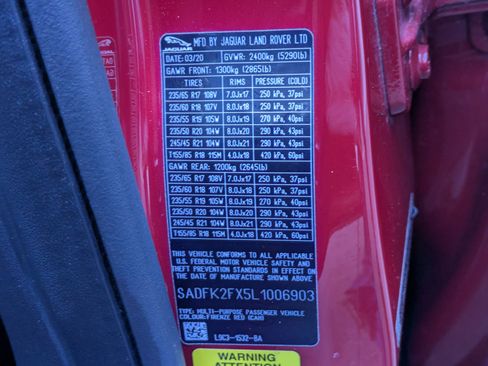 JAGUAR
MFD BY JAGUAR LAND ROVER LTD
DATE: 03/20 GVWR: 2400kg (5290lb)
GAWR FRONT: 1300kg (2865lb)
TIRES RIMS PRESSURE (COLD)
235/65 R17 108V 7.0Jx17 250 kPa, 37psi
235/60 R18 107V 8.0Jx18 250 kPa, 37psi
235/55 R19 105W 8.0Jx19 270 kPa, 40psi
235/50 R20 104W 8.0Jx20 290 kPa, 43psi
245/45 R21 104W 8.0Jx21 290 kPa, 43psi
T155/85 R18 115M 4.0Jx18 420 kPa, 60psi
GAWR REAR: 1200kg (2645lb)
235/65 R17 108V 7.0Jx17 250 kPa, 37psi
235/60 R18 107V 8.0Jx18 250 kPa, 37psi
235/55 R19 105W 8.0Jx19 270 kPa, 40psi
235/50 R20 104W 8.0Jx20 290 kPa, 43psi
245/45 R21 104W 8.0Jx21 290 kPa, 43psi
T155/85 R18 115M 4.0Jx18 420 kPa, 60psi
THIS VEHICLE CONFORMS TO ALL APPLICABLE
U.S. FEDERAL MOTOR VEHICLE SAFETY AND THEFT
PREVENTION STANDARDS IN EFFECT ON THE DATE
OF MANUFACTURE SHOWN ABOVE.
SADFK2FX5L1006903
TYPE: MULTI-PURPOSE PASSENGER VEHICLE
COLOUR:FIRENZE RED (CAH)
L9C3-1532-BA
WARNING: